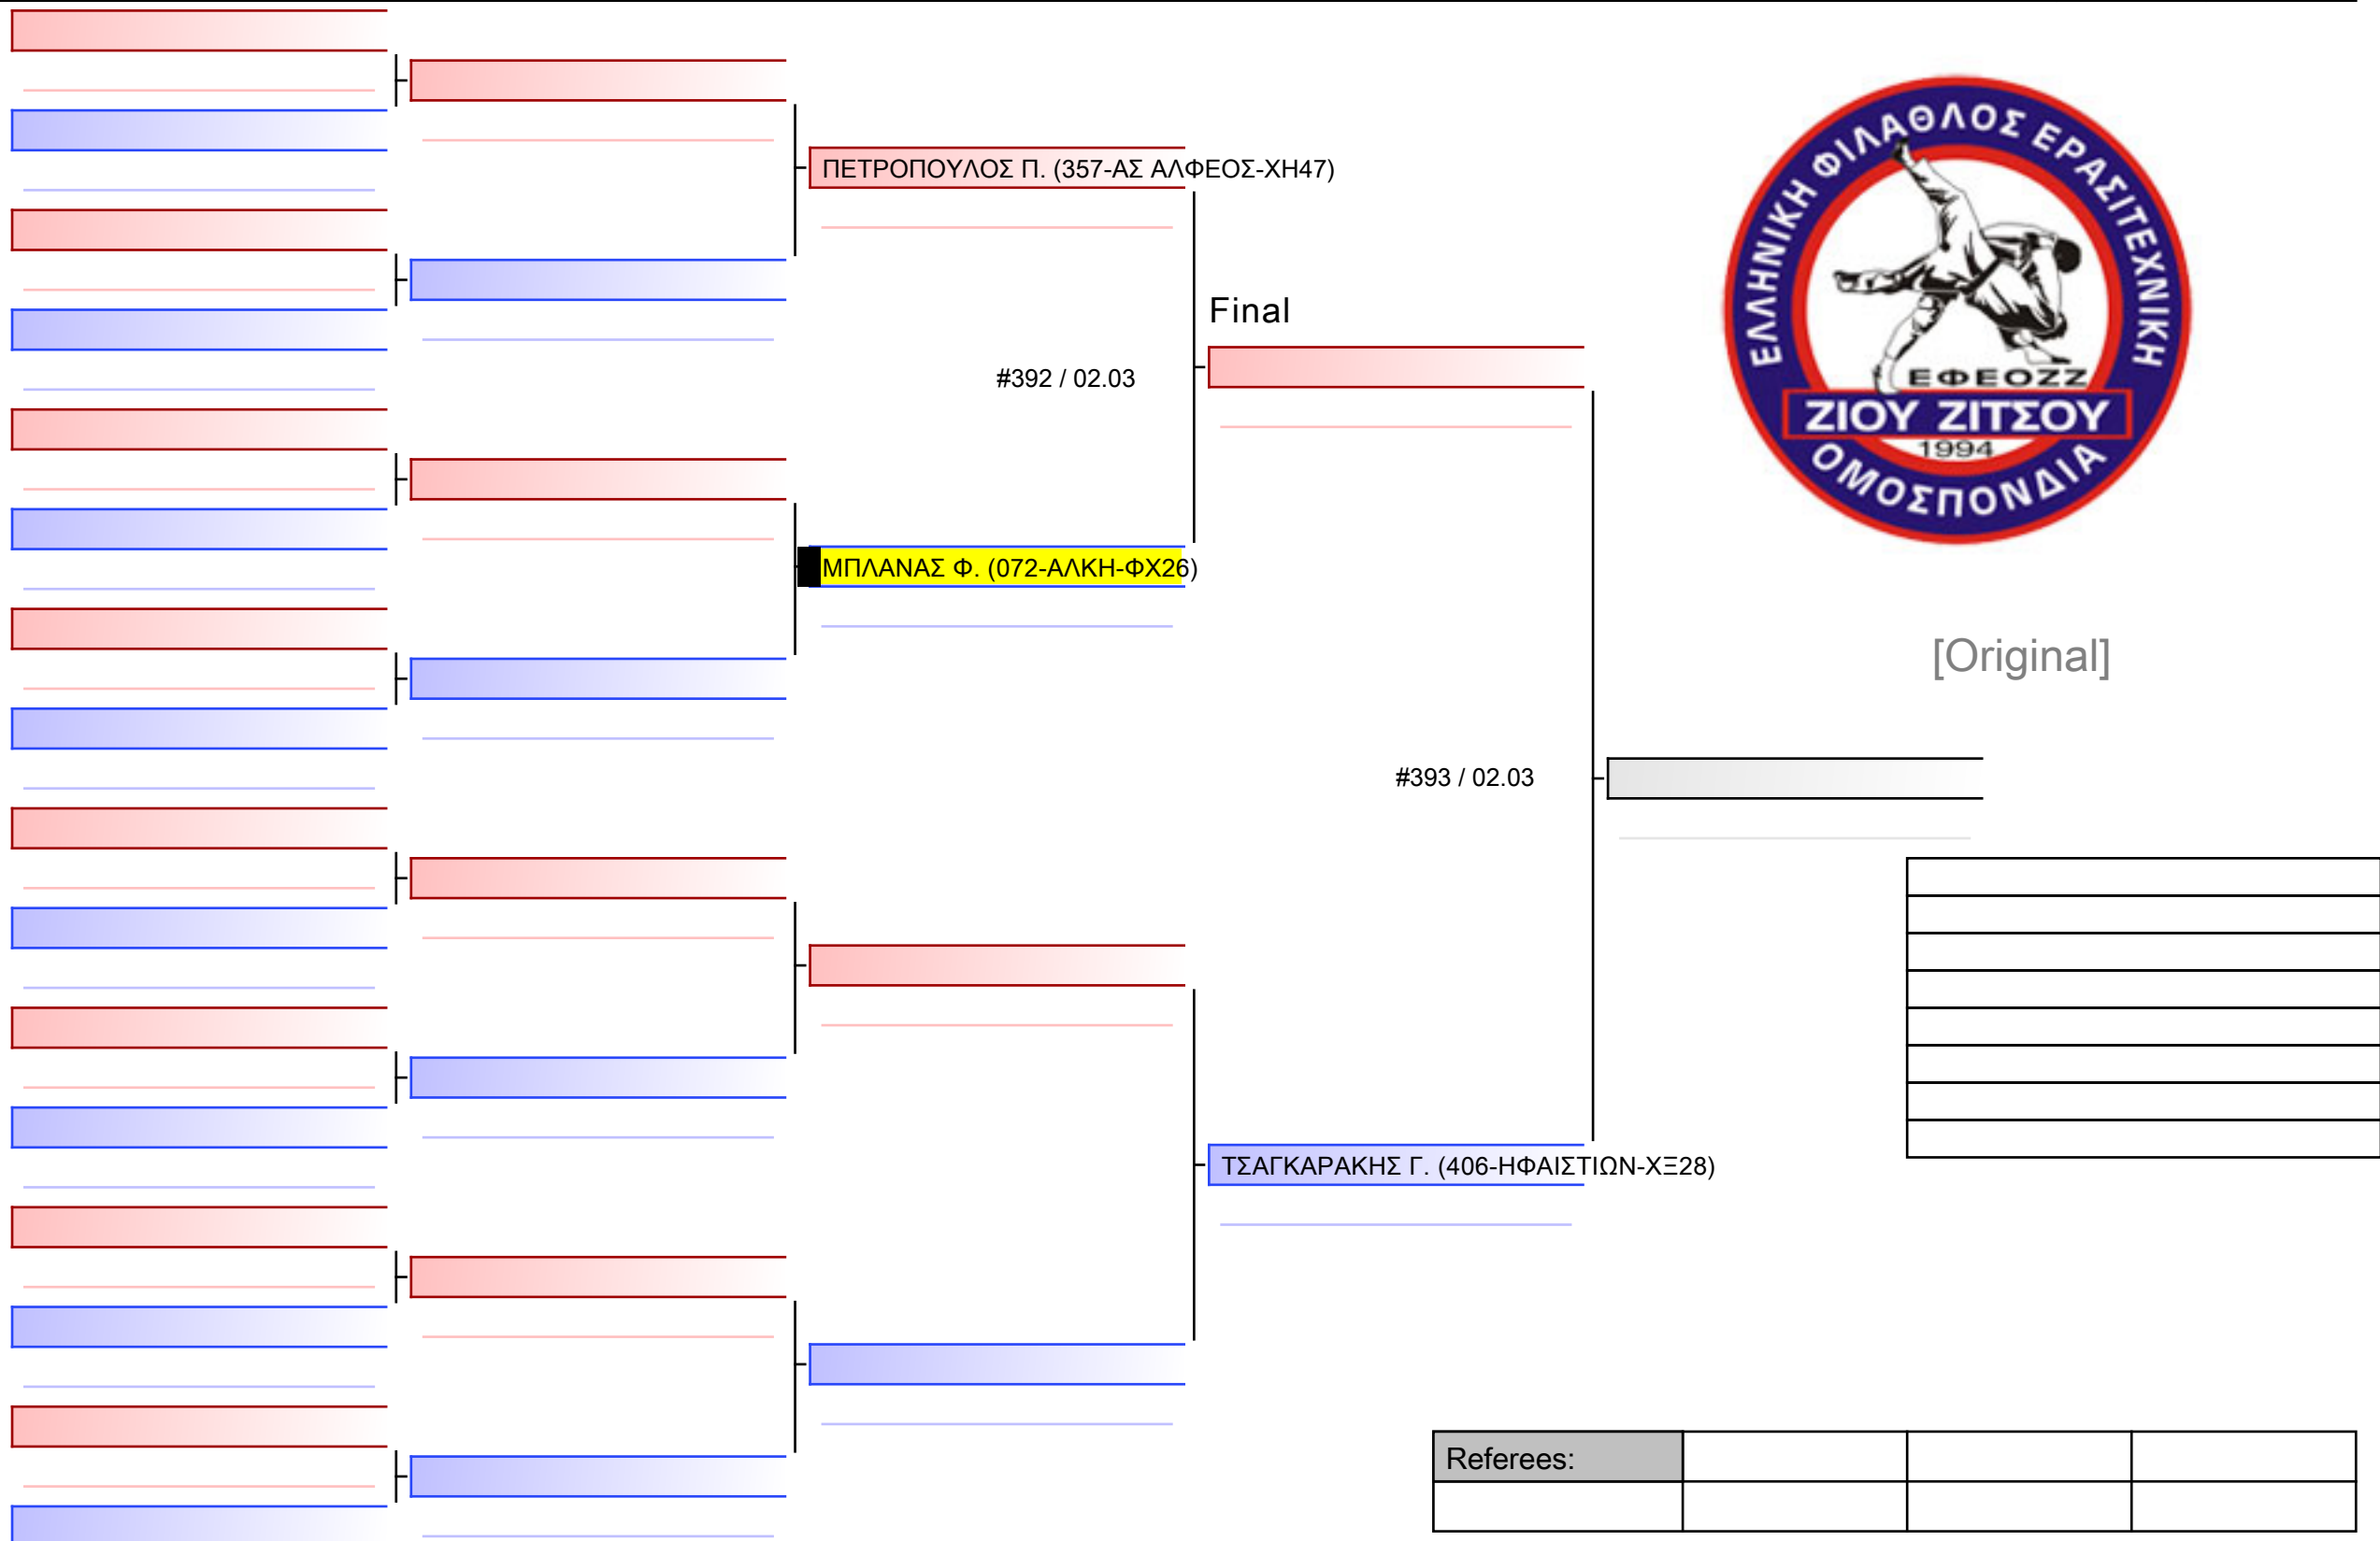 ΠΕΤΡΟΠΟΥΛΟΣ Π. (357-ΑΣ ΑΛΦΕΟΣ-ΧΗ47)
Final
#392 / 02.03
ΜΠΛΑΝΑΣ Φ. (072-ΑΛΚΗ-ΦΧ26)
ΕΛΛΗΝΙΚΗ ΦΙΛΑΘΛΟΣ ΕΡΑΣΙΤΕΧΝΙΚΗ
ΕΦΕΟΖΖ
ΖΙΟΥ ΖΙΤΣΟΥ
1994
ΟΜΟΣΠΟΝΔΙΑ
[Original]
#393 / 02.03
ΤΣΑΓΚΑΡΑΚΗΣ Γ. (406-ΗΦΑΙΣΤΙΩΝ-ΧΞ28)
Referees: